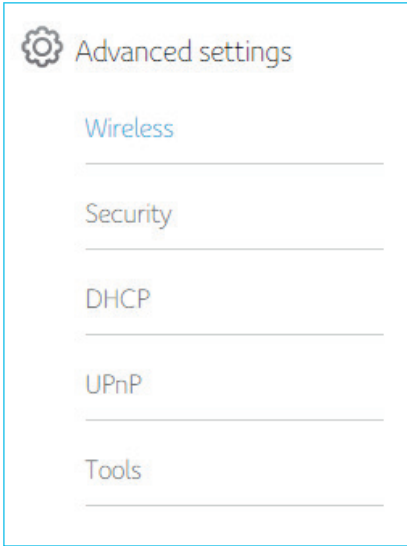 Advanced settings
Wireless
Security
DHCP
UPnP
Tools